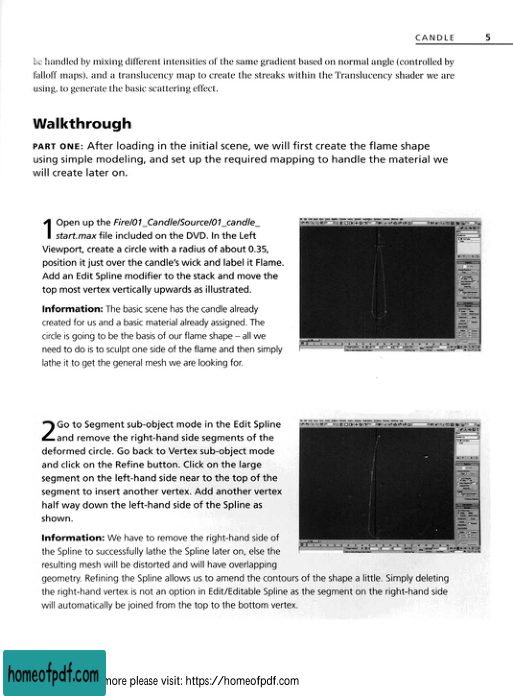 CANDLE 5
be handled by mixing different intensities of the same gradient based on normal angle (controlled by
falloff maps), and a translucency map to create the streaks within the Translucency shader we are
using, to generate the basic scattering effect.
Walkthrough
PART ONE: After loading in the initial scene, we will first create the flame shape
using simple modeling, and set up the required mapping to handle the material we
will create later on.
1 Open up the Fire/01_Candle/Source/01_candle_
start.max file included on the DVD. In the Left
Viewport, create a circle with a radius of about 0.35,
position it just over the candle's wick and label it Flame.
Add an Edit Spline modifier to the stack and move the
top most vertex vertically upwards as illustrated.
Information: The basic scene has the candle already
created for us and a basic material already assigned. The
circle is going to be the basis of our flame shape – all we
need to do is to sculpt one side of the flame and then simply
lathe it to get the general mesh we are looking for.
2 Go to Segment sub-object mode in the Edit Spline
and remove the right-hand side segments of the
deformed circle. Go back to Vertex sub-object mode
and click on the Refine button. Click on the large
segment on the left-hand side near to the top of the
segment to insert another vertex. Add another vertex
half way down the left-hand side of the Spline as
shown.
Information: We have to remove the right-hand side of
the Spline to successfully lathe the Spline later on, else the
resulting mesh will be distorted and will have overlapping
geometry. Refining the Spline allows us to amend the contours of the shape a little. Simply deleting
the right-hand vertex is not an option in Edit/Editable Spline as the segment on the right-hand side
will automatically be joined from the top to the bottom vertex.
homeofpdf.com more please visit: https://homeofpdf.com